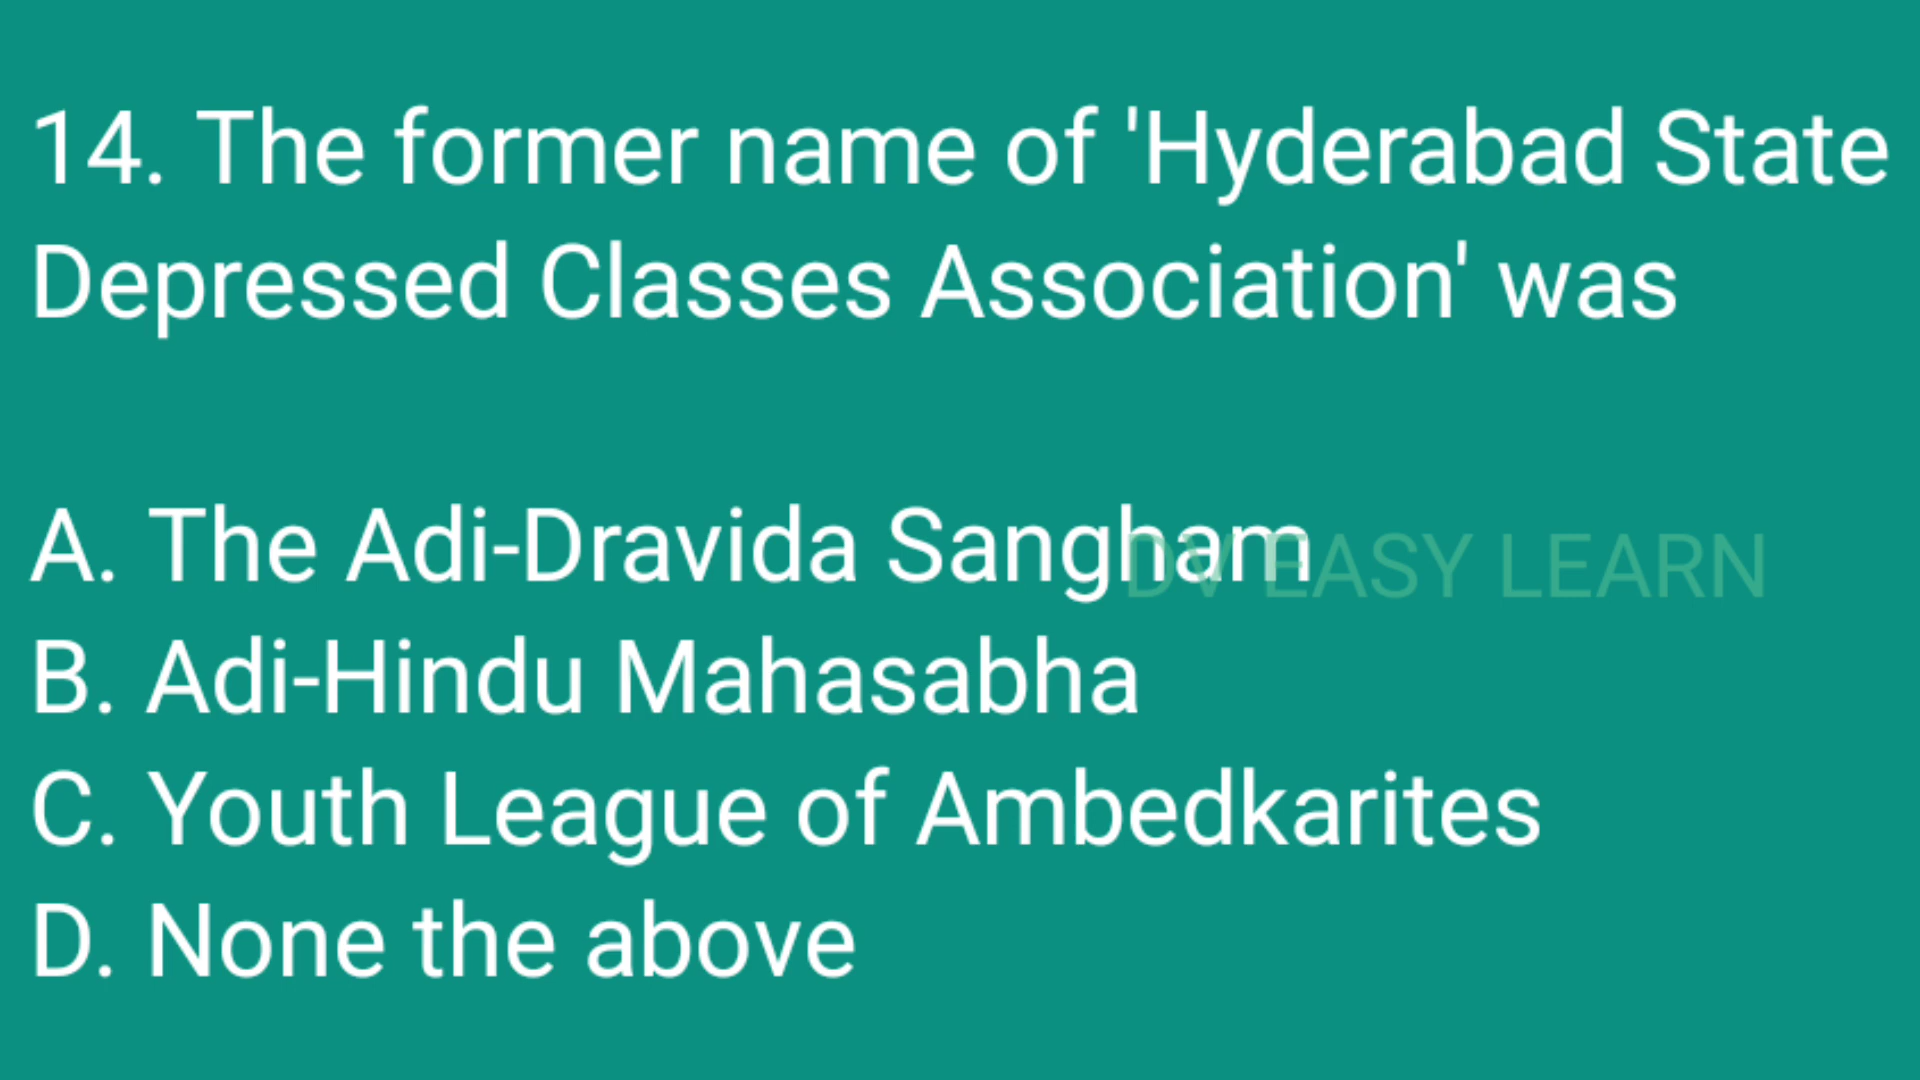 14. The former name of 'Hyderabad State
Depressed Classes Association' was
A. The Adi-Dravida Sangham
DV EASY LEARN
B. Adi-Hindu Mahasabha
C. Youth League of Ambedkarites
D. None the above